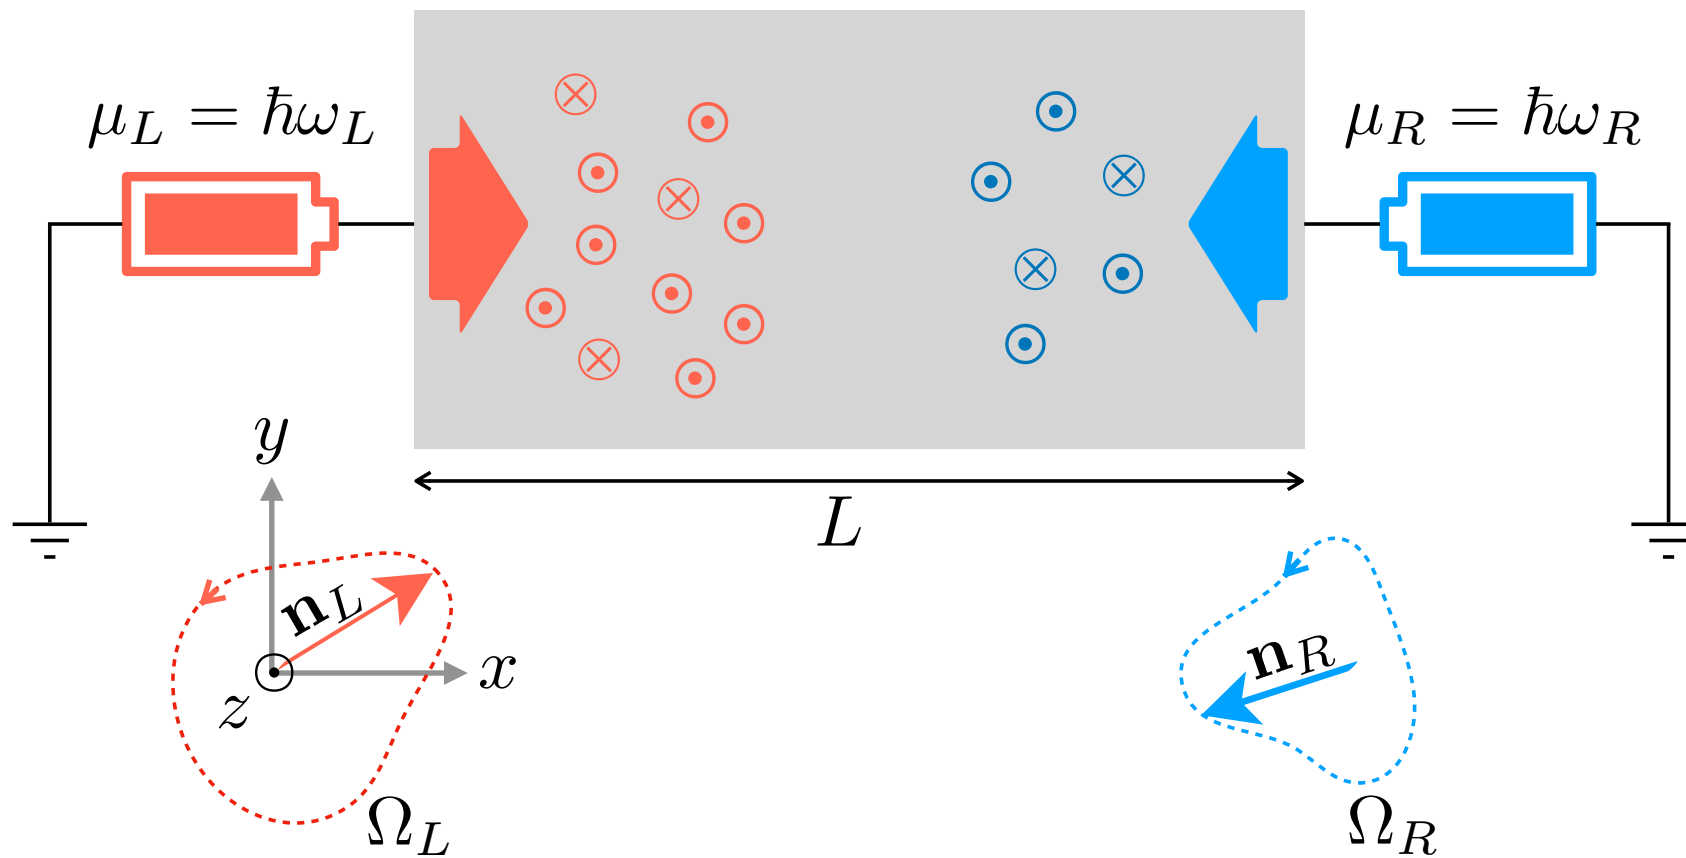 μ_L = ħω_L
μ_R = ħω_R
L
y
n_L
x
z
Ω_L
n_R
Ω_R